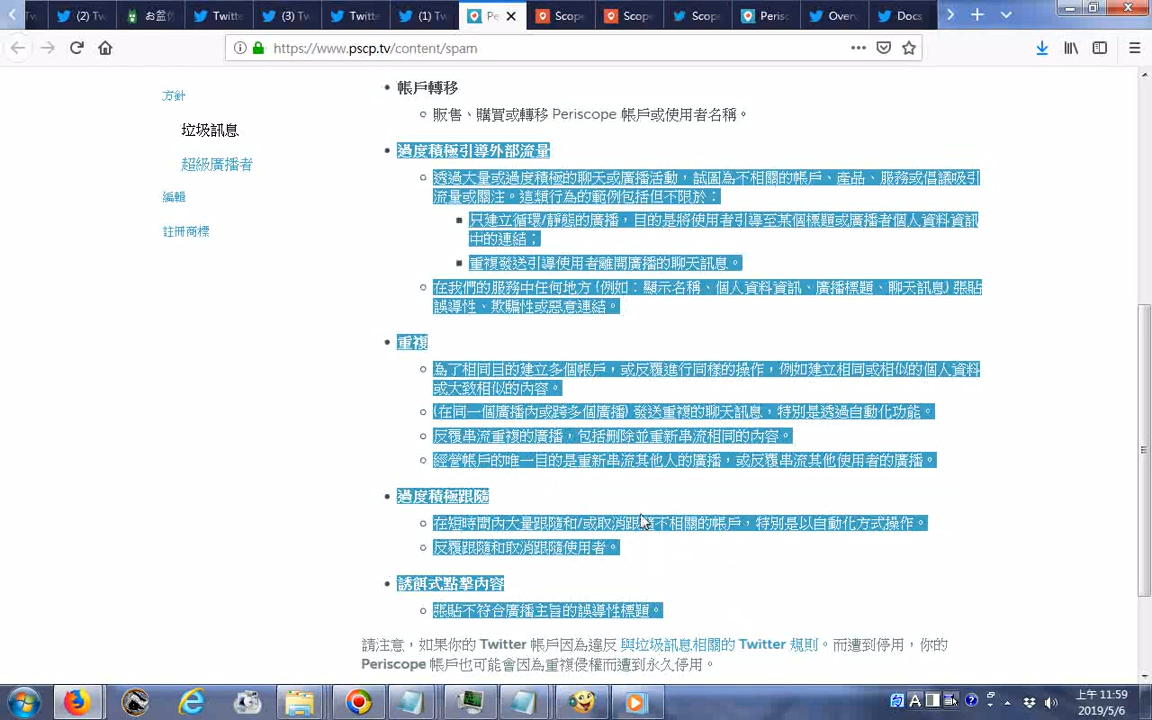 (2) Tw
お盆休
Twitte
(3) Tw
Twitte
(1) Tw
Pe
Scope
Scope
Scope
Perisc
Over
Docs
https://www.pscp.tv/content/spam
方針
垃圾訊息
超級廣播者
編輯
註冊商標
帳戶轉移
販售、購買或轉移 Periscope 帳戶或使用者名稱。
過度積極引導外部流量
透過大量或過度積極的聊天或廣播活動，試圖為不相關的帳戶、產品、服務或倡議吸引
流量或關注。這類行為的範例包括但不限於：
只建立循環/靜態的廣播，目的是將使用者引導至某個標題或廣播者個人資料資訊
中的連結；
重複發送引導使用者離開廣播的聊天訊息。
在我們的服務中任何地方 (例如：顯示名稱、個人資料資訊、廣播標題、聊天訊息) 張貼
誤導性、欺騙性或惡意連結。
重複
為了相同目的建立多個帳戶，或反覆進行同樣的操作，例如建立相同或相似的個人資料
或大致相似的內容。
(在同一個廣播內或跨多個廣播) 發送重複的聊天訊息，特別是透過自動化功能。
反覆串流重複的廣播，包括刪除並重新串流相同的內容。
經營帳戶的唯一目的是重新串流其他人的廣播，或反覆串流其他使用者的廣播。
過度積極跟隨
在短時間內大量跟隨和/或取消跟隨不相關的帳戶，特別是以自動化方式操作。
反覆跟隨和取消跟隨使用者。
誘餌式點擊內容
張貼不符合廣播主旨的誤導性標題。
請注意，如果你的 Twitter 帳戶因為違反 與垃圾訊息相關的 Twitter 規則。而遭到停用，你的
Periscope 帳戶也可能會因為重複侵權而遭到永久停用。
上午 11:59
2019/5/6